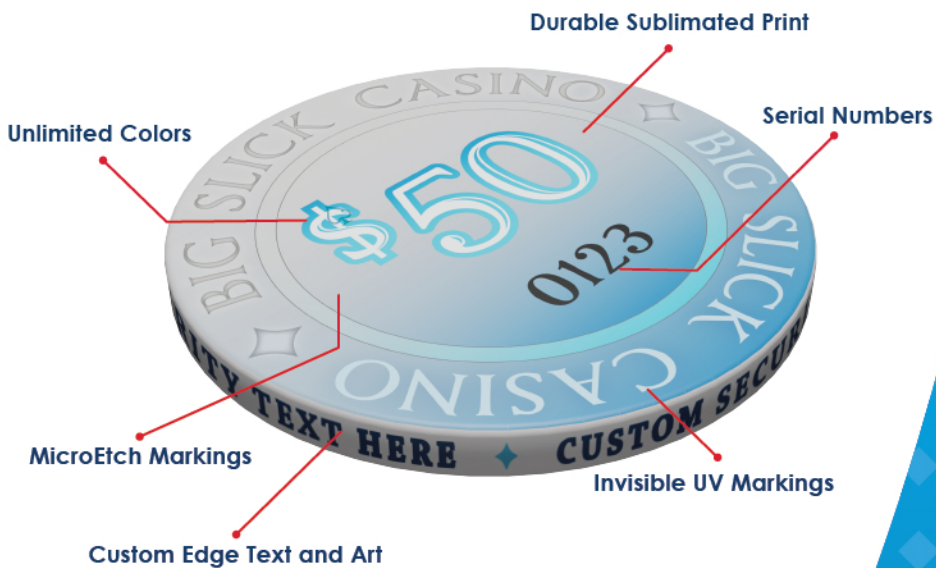 Durable Sublimated Print
Serial Numbers
Unlimited Colors
BIG SLICK CASINO
BIG SLICK CASINO
$50
0123
RITY TEXT HERE
CUSTOM SECUR
MicroEtch Markings
Invisible UV Markings
Custom Edge Text and Art